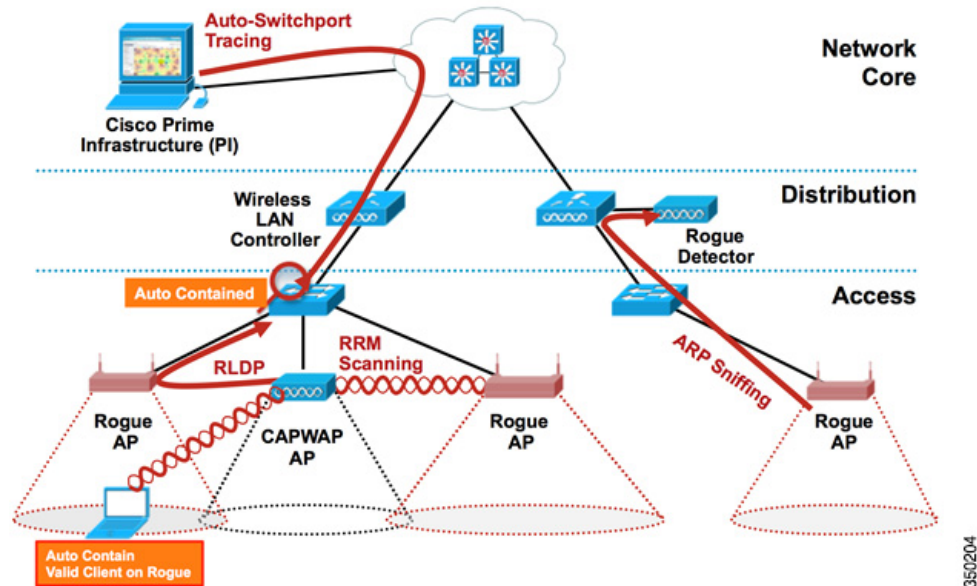 Auto-Switchport
Tracing
Network
Core
Cisco Prime
Infrastructure (PI)
Wireless
LAN
Controller
Distribution
Rogue
Detector
Auto Contained
Access
RLDP
RRM
Scanning
ARP Sniffing
Rogue
AP
CAPWAP
AP
Rogue
AP
Rogue
AP
Auto Contain
Valid Client on Rogue
350204